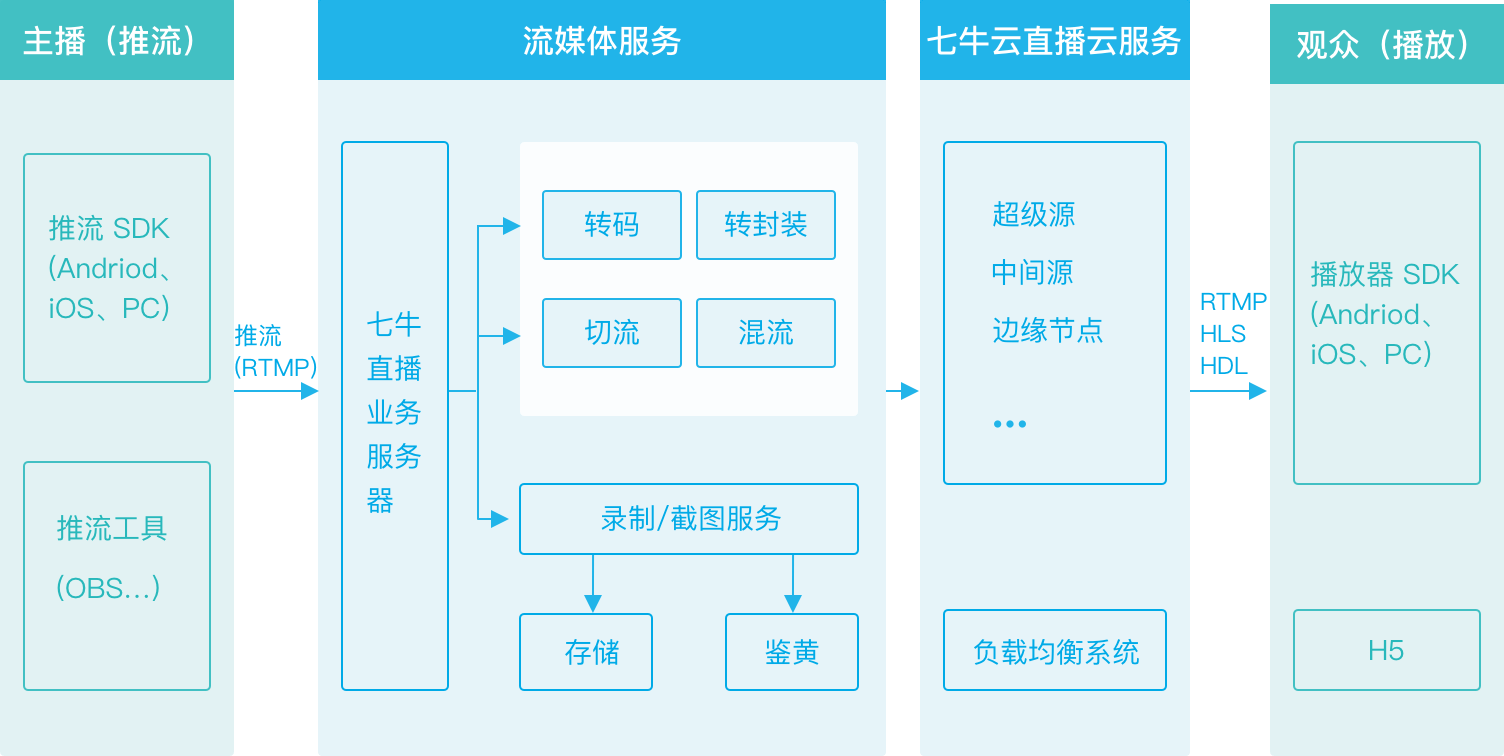 主播（推流）
推流 SDK
(Andriod、
iOS、PC)
推流工具
(OBS...)
推流
(RTMP)
流媒体服务
七牛
直播
业务
服务
器
转码
转封装
切流
混流
录制/截图服务
存储
鉴黄
七牛云直播云服务
超级源
中间源
边缘节点
...
负载均衡系统
RTMP
HLS
HDL
观众（播放）
播放器 SDK
(Andriod、
iOS、PC)
H5